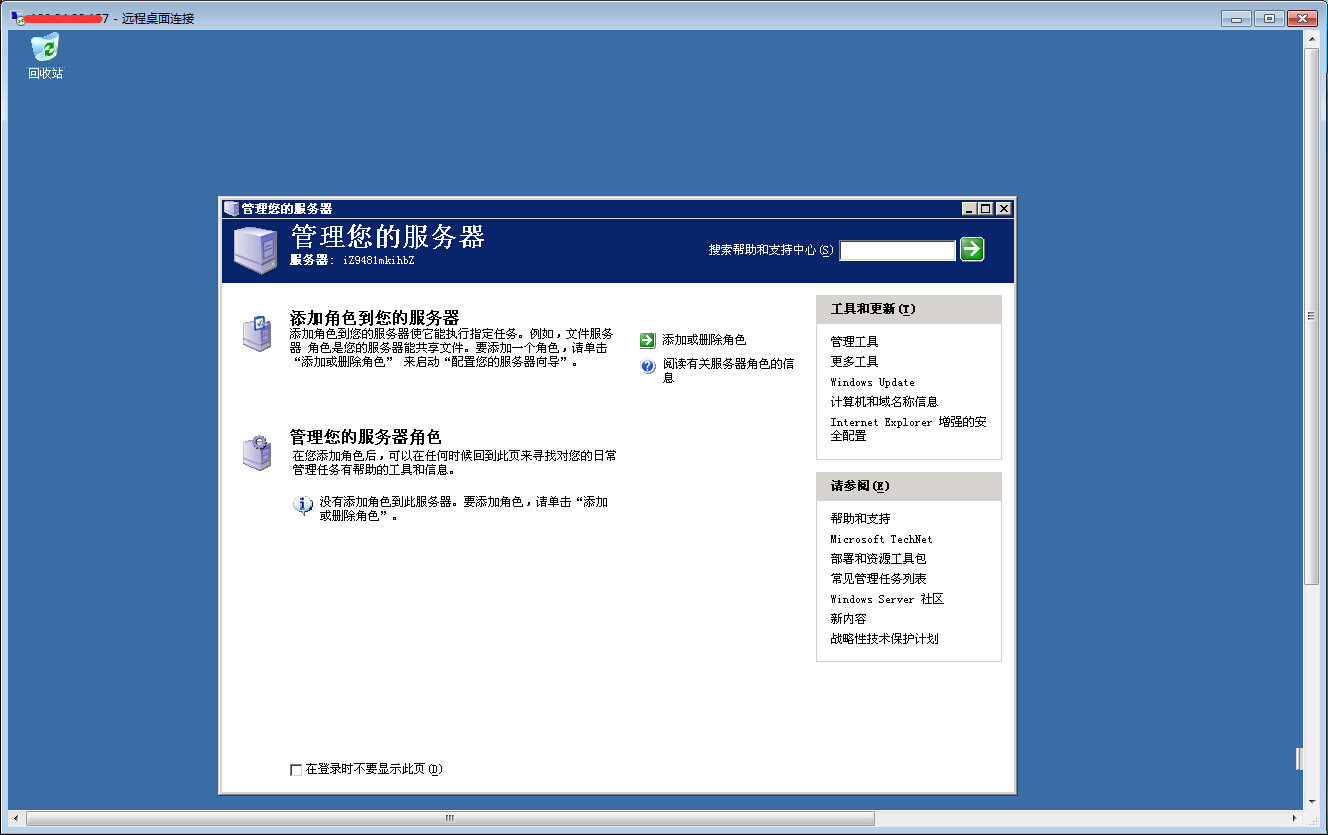 7 - 远程桌面连接
回收站
管理您的服务器
管理您的服务器
服务器: iZ9481mkihbZ
搜索帮助和支持中心(S)
添加角色到您的服务器
添加角色到您的服务器使它能执行指定任务。例如,文件服务
器 角色是您的服务器能共享文件。要添加一个角色,请单击
“添加或删除角色” 来启动“配置您的服务器向导”。
添加或删除角色
阅读有关服务器角色的信
息
管理您的服务器角色
在您添加角色后,可以在任何时候回到此页来寻找对您的日常
管理任务有帮助的工具和信息。
没有添加角色到此服务器。要添加角色,请单击“添加
或删除角色”。
工具和更新(T)
管理工具
更多工具
Windows Update
计算机和域名称信息
Internet Explorer 增强的安
全配置
请参阅(E)
帮助和支持
Microsoft TechNet
部署和资源工具包
常见管理任务列表
Windows Server 社区
新内容
战略性技术保护计划
在登录时不要显示此页(D)